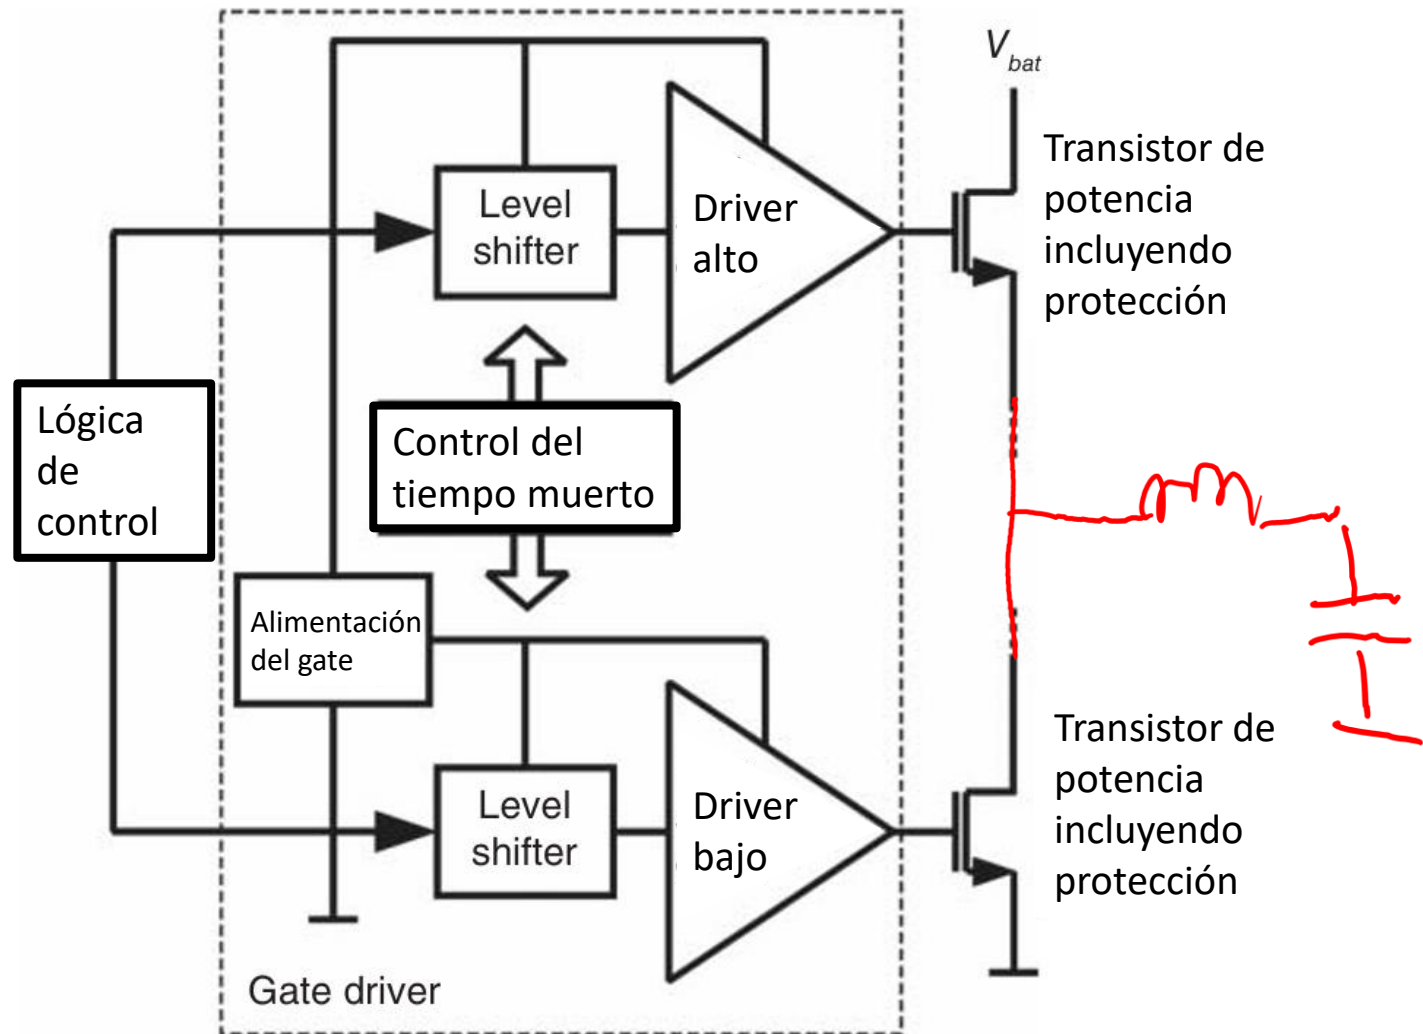 V bat
Transistor de
potencia
incluyendo
protección
Level
shifter
Driver
alto
Lógica
de
control
Control del
tiempo muerto
Alimentación
del gate
Level
shifter
Driver
bajo
Transistor de
potencia
incluyendo
protección
Gate driver